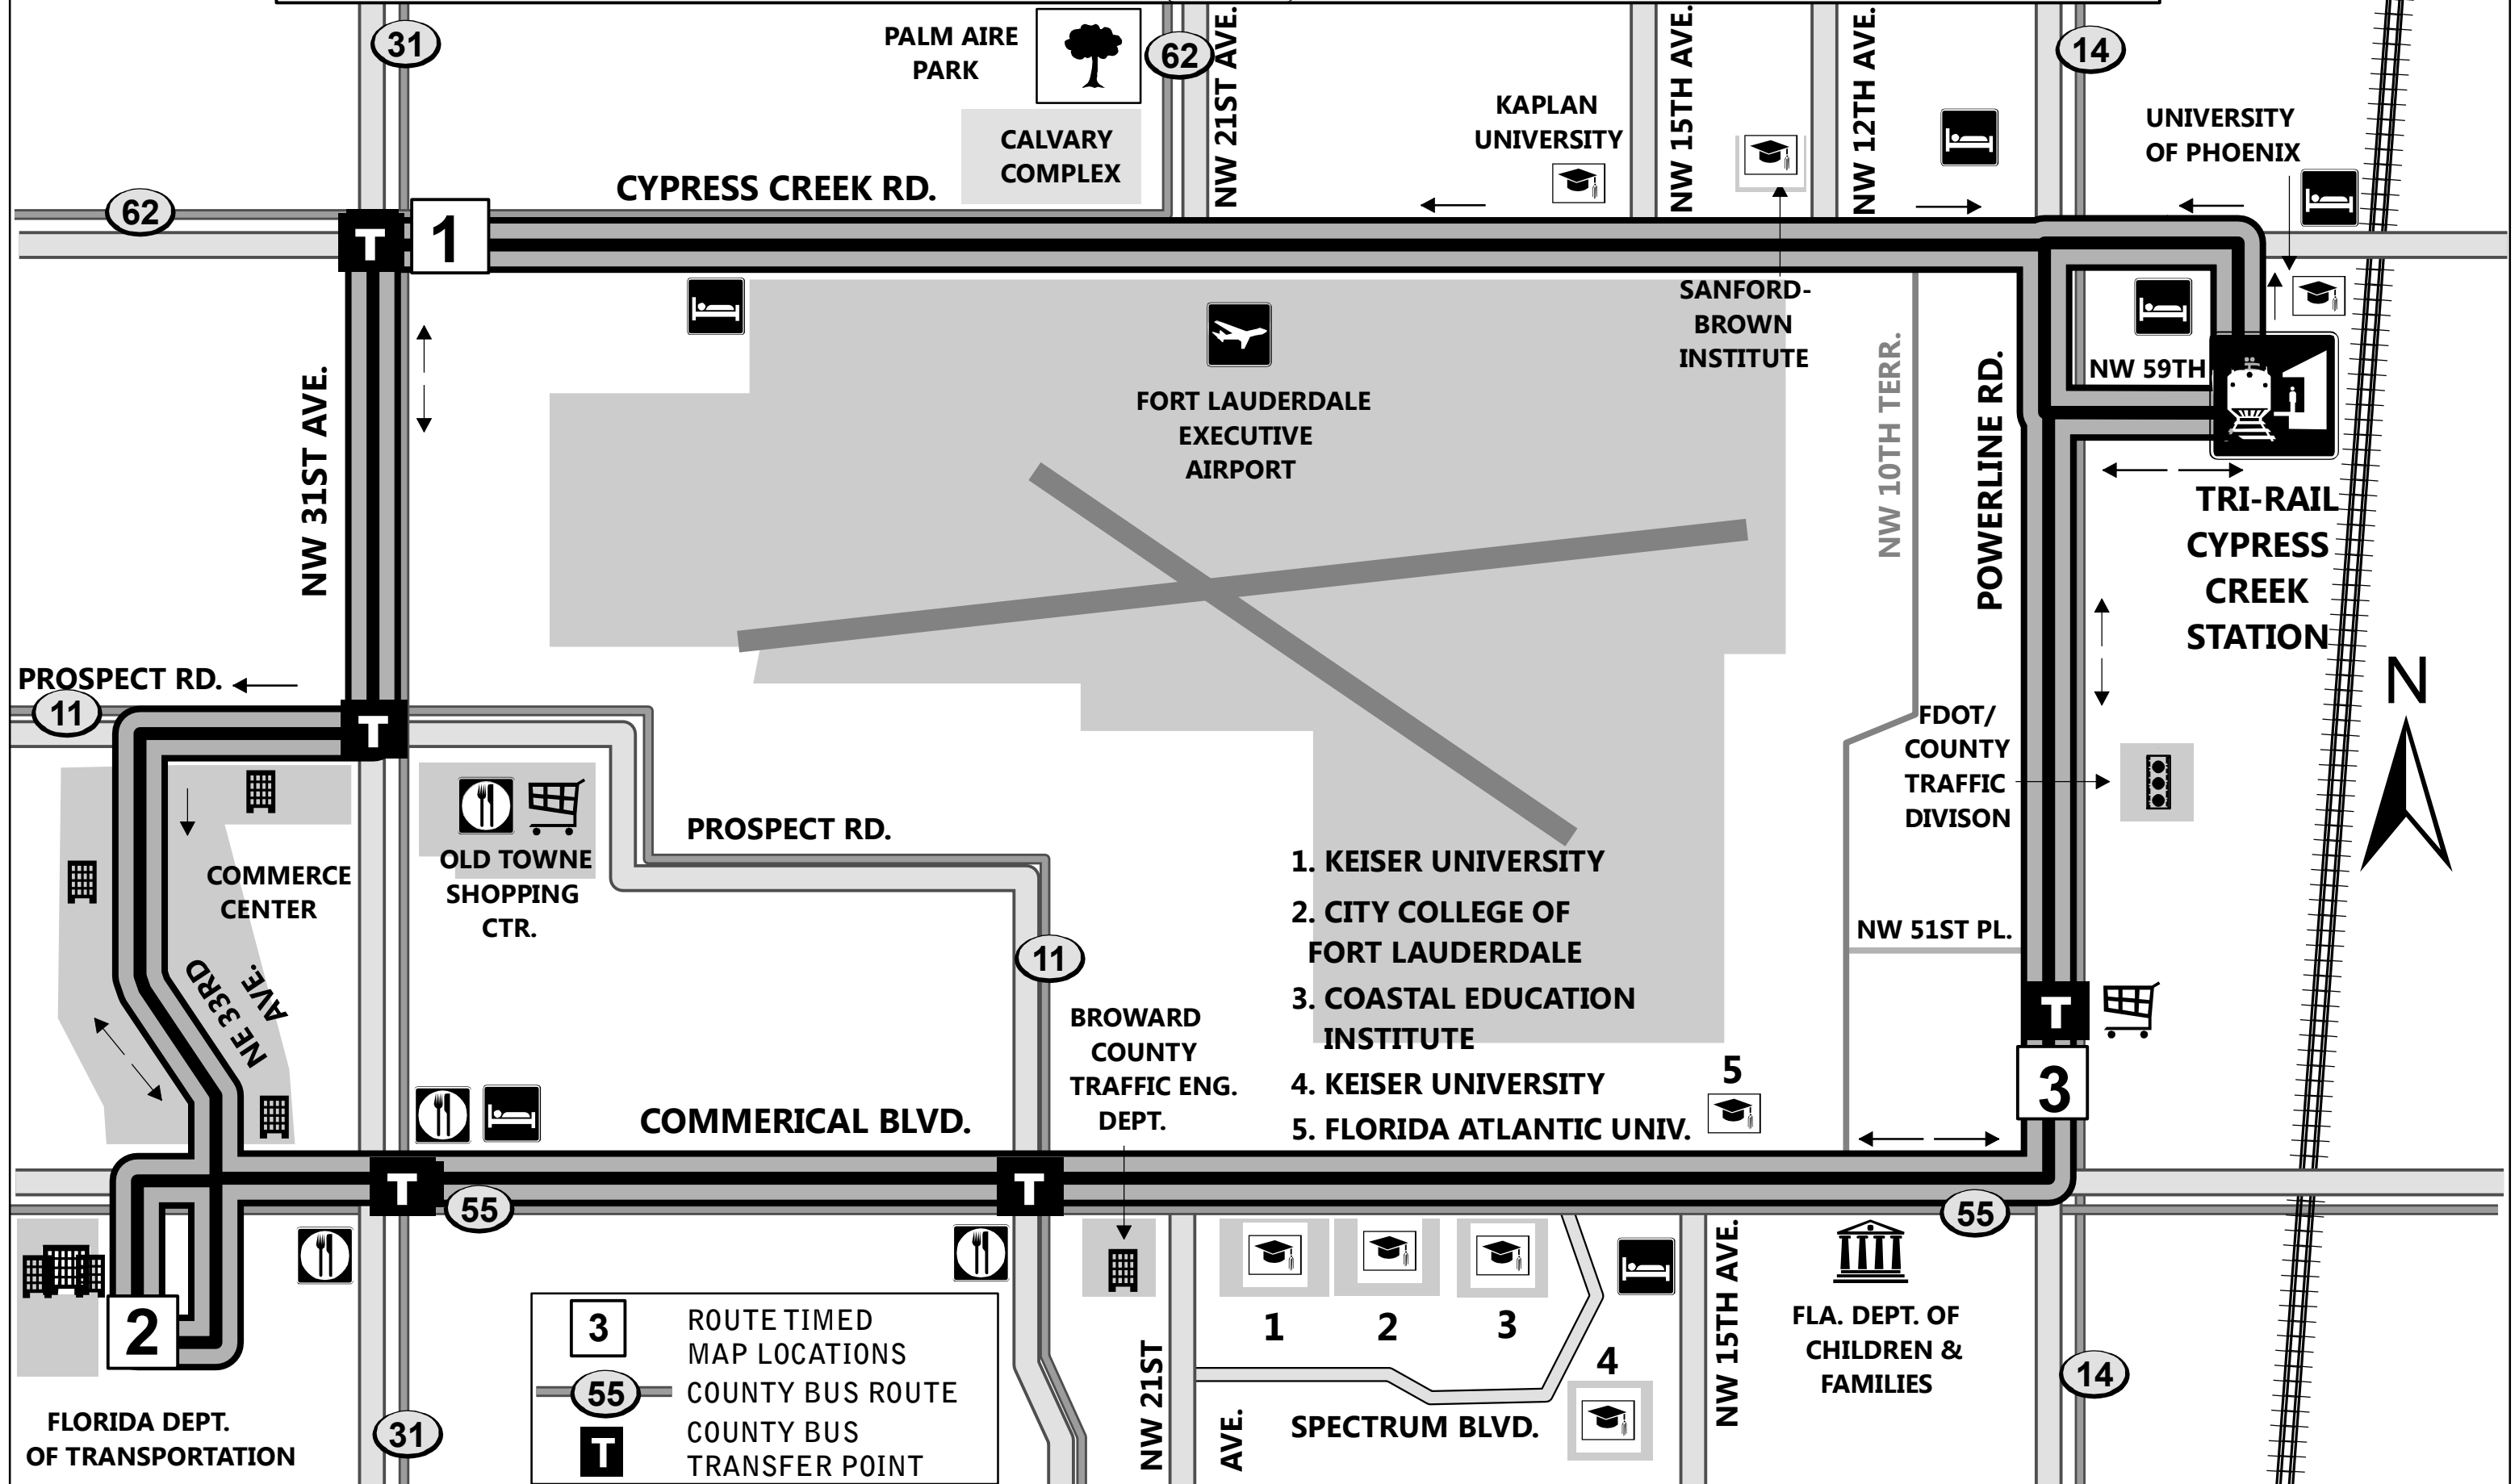 31
PALM AIRE
PARK
62
NW 21ST AVE.
NW 15TH AVE.
NW 12TH AVE.
14
KAPLAN
UNIVERSITY
UNIVERSITY
OF PHOENIX
CALVARY
COMPLEX
CYPRESS CREEK RD.
62
T
1
SANFORD-
BROWN
INSTITUTE
NW 59TH
FORT LAUDERDALE
EXECUTIVE
AIRPORT
NW 31ST AVE.
NW 10TH TERR.
POWERLINE RD.
TRI-RAIL
CYPRESS
CREEK
STATION
N
PROSPECT RD.
11
T
FDOT/
COUNTY
TRAFFIC
DIVISON
PROSPECT RD.
OLD TOWNE
SHOPPING
CTR.
COMMERCE
CENTER
NE 33RD
AVE.
11
1. KEISER UNIVERSITY
2. CITY COLLEGE OF
FORT LAUDERDALE
3. COASTAL EDUCATION
INSTITUTE
4. KEISER UNIVERSITY
5. FLORIDA ATLANTIC UNIV.
NW 51ST PL.
T
3
BROWARD
COUNTY
TRAFFIC ENG.
DEPT.
5
COMMERICAL BLVD.
T
55
T
55
2
1
2
3
4
NW 21ST
AVE.
SPECTRUM BLVD.
NW 15TH AVE.
FLA. DEPT. OF
CHILDREN &
FAMILIES
14
FLORIDA DEPT.
OF TRANSPORTATION
31
3
ROUTE TIMED
MAP LOCATIONS
55
COUNTY BUS ROUTE
T
COUNTY BUS
TRANSFER POINT